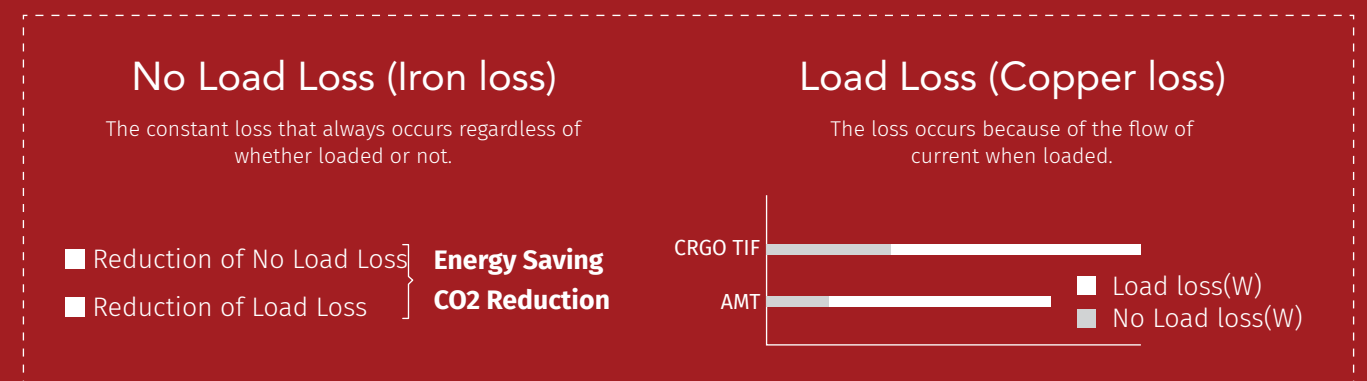 No Load Loss (Iron loss)
The constant loss that always occurs regardless of
whether loaded or not.
Reduction of No Load Loss
Reduction of Load Loss
Energy Saving
CO2 Reduction
Load Loss (Copper loss)
The loss occurs because of the flow of
current when loaded.
CRGO TIF
AMT
Load loss(W)
No Load loss(W)